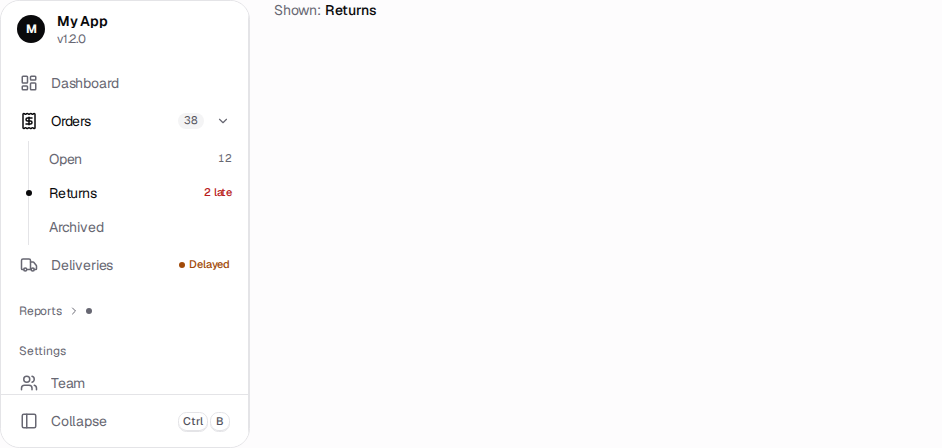 Shown: Returns
M
My App
v1.2.0
Dashboard
Orders 38
Open 12
Returns 2 late
Archived
Deliveries Delayed
Reports
Settings
Team
Collapse Ctrl B